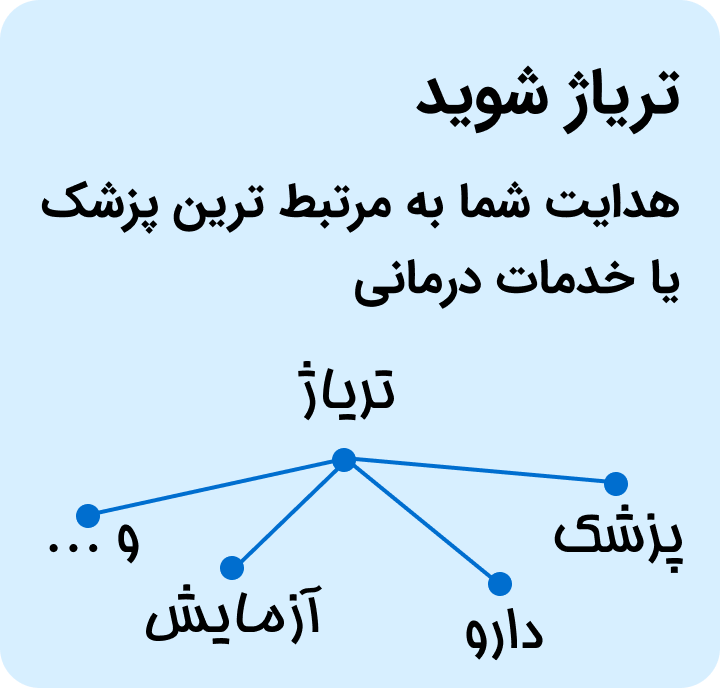 تریاژ شوید
هدایت شما به مرتبط ترین پزشک
یا خدمات درمانی
تریاژ
پزشک
دارو
آزمایش
و ...